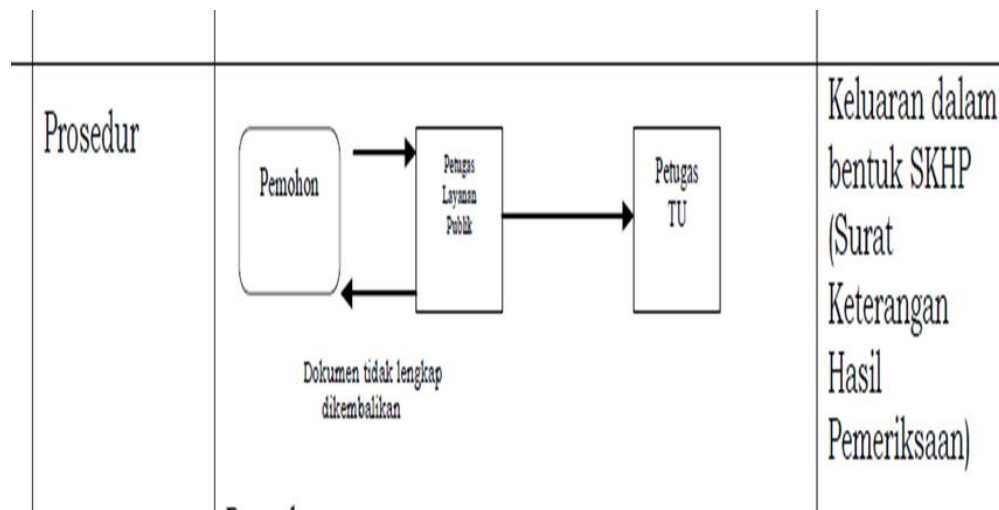 Prosedur
Pemohon
Petugas
Layanan
Publik
Petugas
TU
Dokumen tidak lengkap
dikembalikan
Keluaran dalam
bentuk SKHP
(Surat
Keterangan
Hasil
Pemeriksaan)